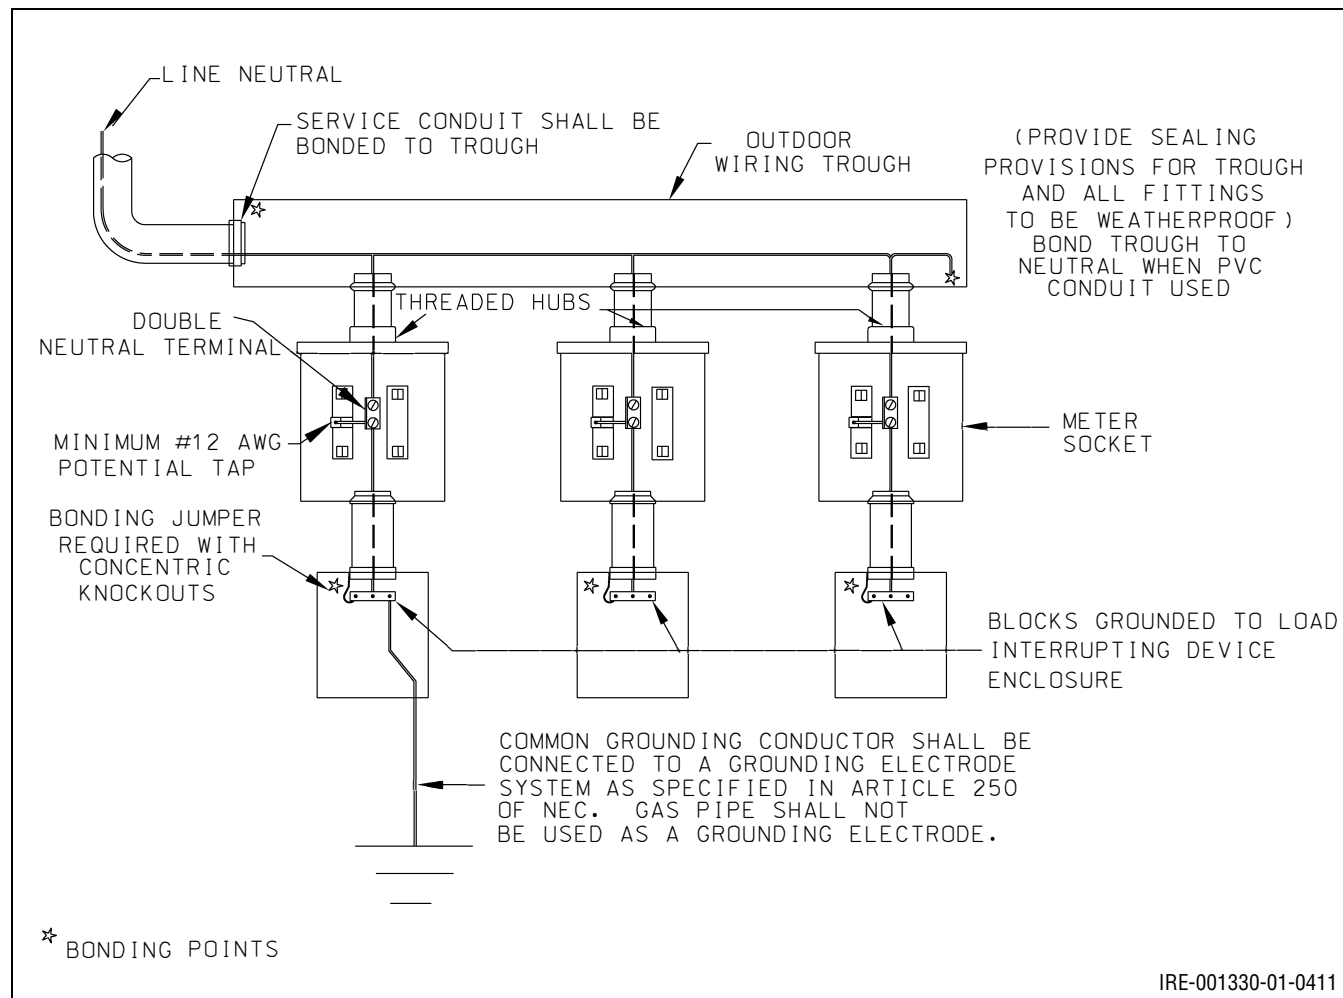 LINE NEUTRAL
SERVICE CONDUIT SHALL BE
BONDED TO TROUGH
OUTDOOR
WIRING TROUGH
(PROVIDE SEALING
PROVISIONS FOR TROUGH
AND ALL FITTINGS
TO BE WEATHERPROOF)
BOND TROUGH TO
NEUTRAL WHEN PVC
CONDUIT USED
THREADED HUBS
DOUBLE
NEUTRAL TERMINAL
MINIMUM #12 AWG
POTENTIAL TAP
METER
SOCKET
BONDING JUMPER
REQUIRED WITH
CONCENTRIC
KNOCKOUTS
BLOCKS GROUNDED TO LOAD
INTERRUPTING DEVICE
ENCLOSURE
COMMON GROUNDING CONDUCTOR SHALL BE
CONNECTED TO A GROUNDING ELECTRODE
SYSTEM AS SPECIFIED IN ARTICLE 250
OF NEC. GAS PIPE SHALL NOT
BE USED AS A GROUNDING ELECTRODE.
BONDING POINTS
IRE-001330-01-0411